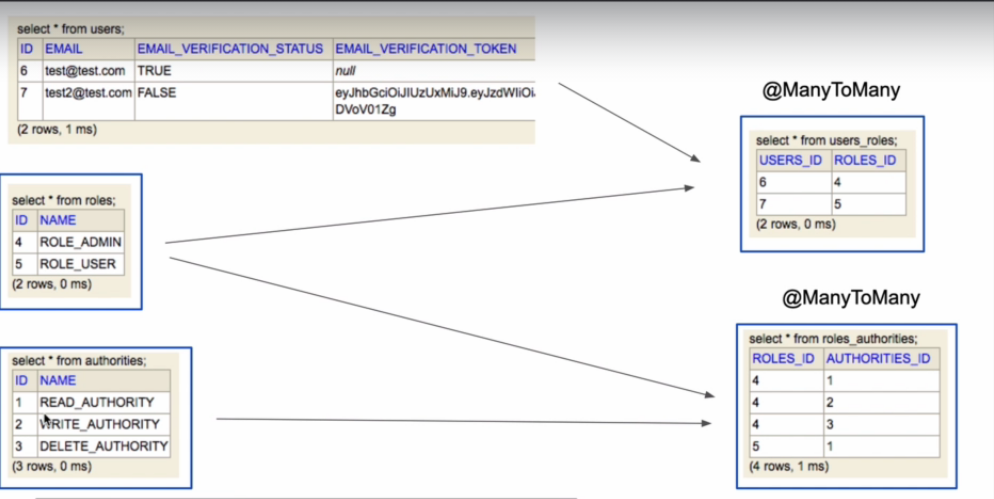 select * from users;
ID EMAIL EMAIL_VERIFICATION_STATUS EMAIL_VERIFICATION_TOKEN
6 test@test.com TRUE null
7 test2@test.com FALSE eyJhbGciOiJIUzUxMiJ9.eyJzdWIiOi
DVoV01Zg
(2 rows, 1 ms)
@ManyToMany
select * from users_roles;
USERS_ID ROLES_ID
6 4
7 5
(2 rows, 0 ms)
select * from roles;
ID NAME
4 ROLE_ADMIN
5 ROLE_USER
(2 rows, 0 ms)
@ManyToMany
select * from roles_authorities;
ROLES_ID AUTHORITIES_ID
4 1
4 2
4 3
5 1
(4 rows, 1 ms)
select * from authorities;
ID NAME
1 READ_AUTHORITY
2 WRITE_AUTHORITY
3 DELETE_AUTHORITY
(3 rows, 0 ms)